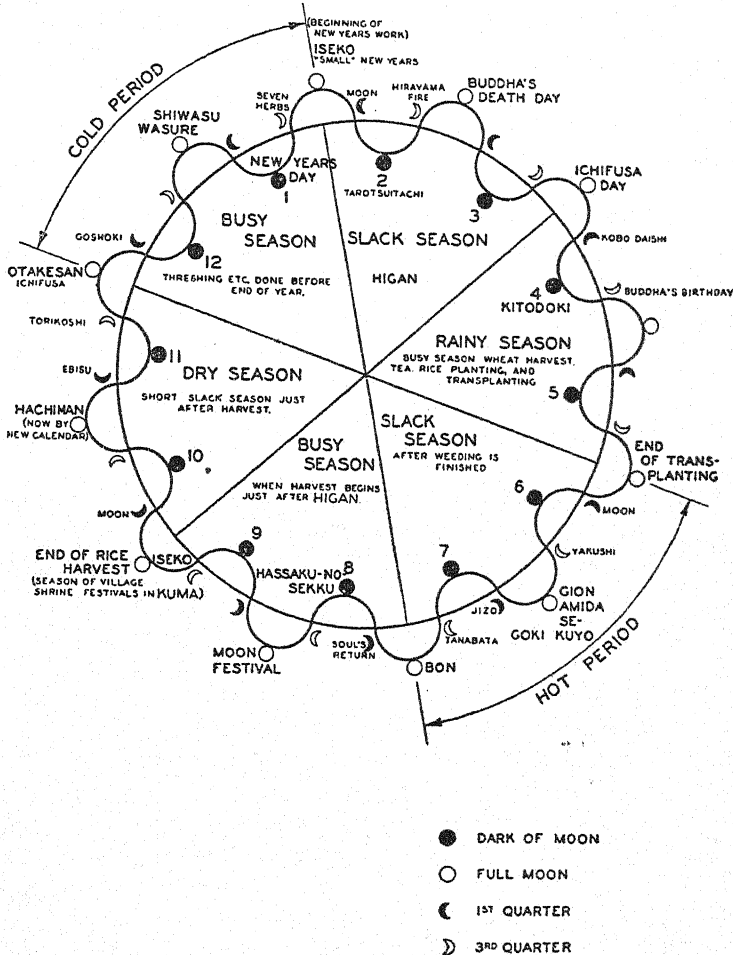 (BEGINNING OF
NEW YEARS WORK)
ISEKO
"SMALL" NEW YEARS
COLD PERIOD
SEVEN
HERBS
MOON
HIRAYAMA
FIRE
BUDDHA'S
DEATH DAY
SHIWASU
WASURE
NEW YEARS
DAY
1
2
TAROTSUITACHI
3
ICHIFUSA
DAY
KOBO DAISHI
4
KITODOKI
BUDDHA'S BIRTHDAY
GOSHOKI
12
OTAKESAN
ICHIFUSA
BUSY
SEASON
THRESHING ETC. DONE BEFORE
END OF YEAR.
SLACK SEASON
HIGAN
TORIKOSHI
11
EBISU
DRY SEASON
SHORT SLACK SEASON JUST
AFTER HARVEST.
RAINY SEASON
BUSY SEASON WHEAT HARVEST,
TEA, RICE PLANTING, AND
TRANSPLANTING
5
HACHIMAN
(NOW BY
NEW CALENDAR)
10
BUSY
SEASON
WHEN HARVEST BEGINS
JUST AFTER HIGAN.
SLACK
SEASON
AFTER WEEDING IS
FINISHED
END
OF TRANS-
PLANTING
6
MOON
MOON
YAKUSHI
END OF RICE
HARVEST
(SEASON OF VILLAGE
SHRINE FESTIVALS IN KUMA)
ISEKO
9
HASSAKU-NO-
SEKKU
8
7
JIZO
GION
AMIDA
SE-
GOKI KUYO
TANABATA
SOUL'S
RETURN
MOON
FESTIVAL
BON
HOT PERIOD
DARK OF MOON
FULL MOON
1ST QUARTER
3RD QUARTER